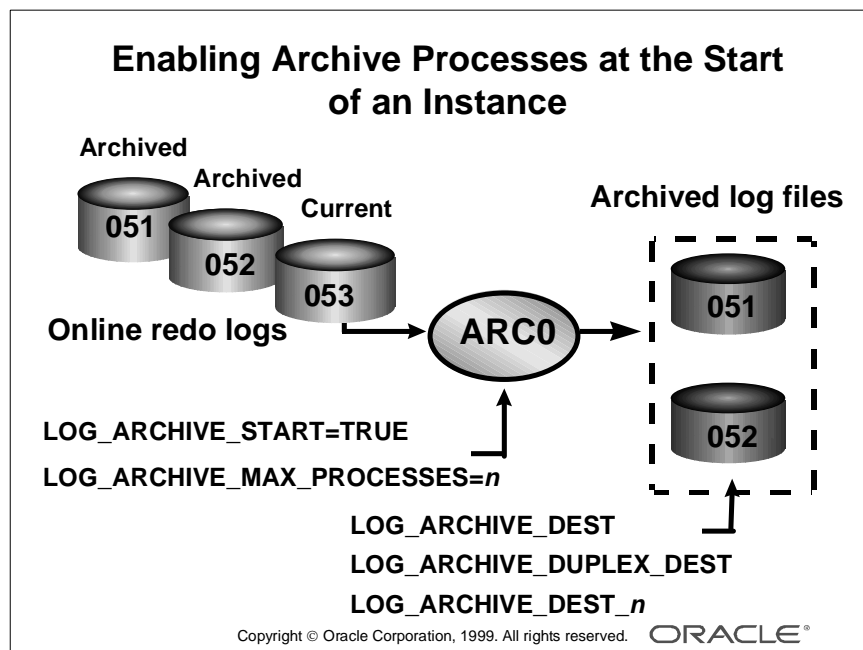 Enabling Archive Processes at the Start
of an Instance
Archived
Archived
Current
Archived log files
051
052
053
Online redo logs
ARC0
051
052
LOG_ARCHIVE_START=TRUE
LOG_ARCHIVE_MAX_PROCESSES=n
LOG_ARCHIVE_DEST
LOG_ARCHIVE_DUPLEX_DEST
LOG_ARCHIVE_DEST_n
Copyright © Oracle Corporation, 1999. All rights reserved. ORACLE®